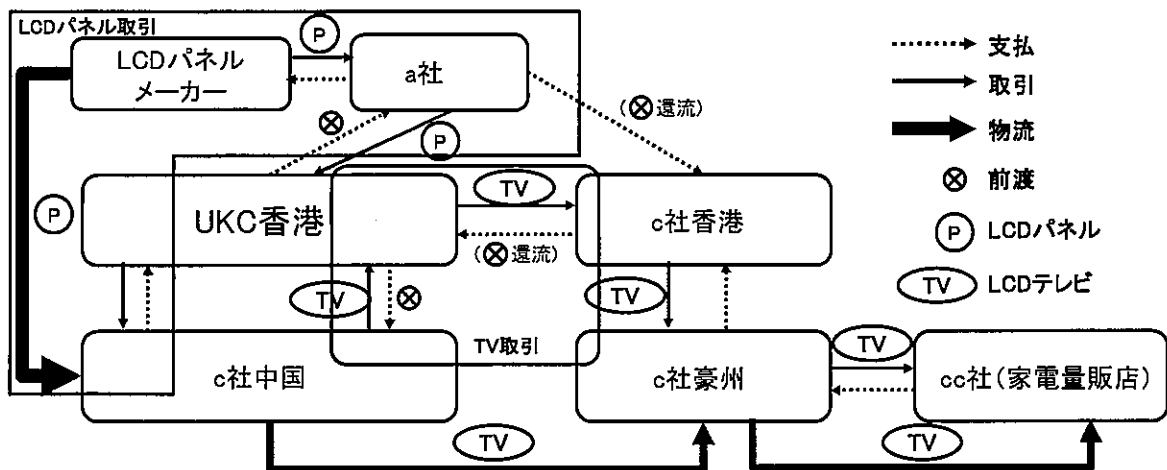 LCDパネル取引
P
LCDパネル
メーカー
a社
支払
取引
物流
前渡
P
LCDパネル
TV
LCDテレビ
(還流)
P
P
UKC香港
TV
(還流)
c社香港
TV
TV
TV取引
c社中国
c社豪州
TV
cc社(家電量販店)
TV
TV